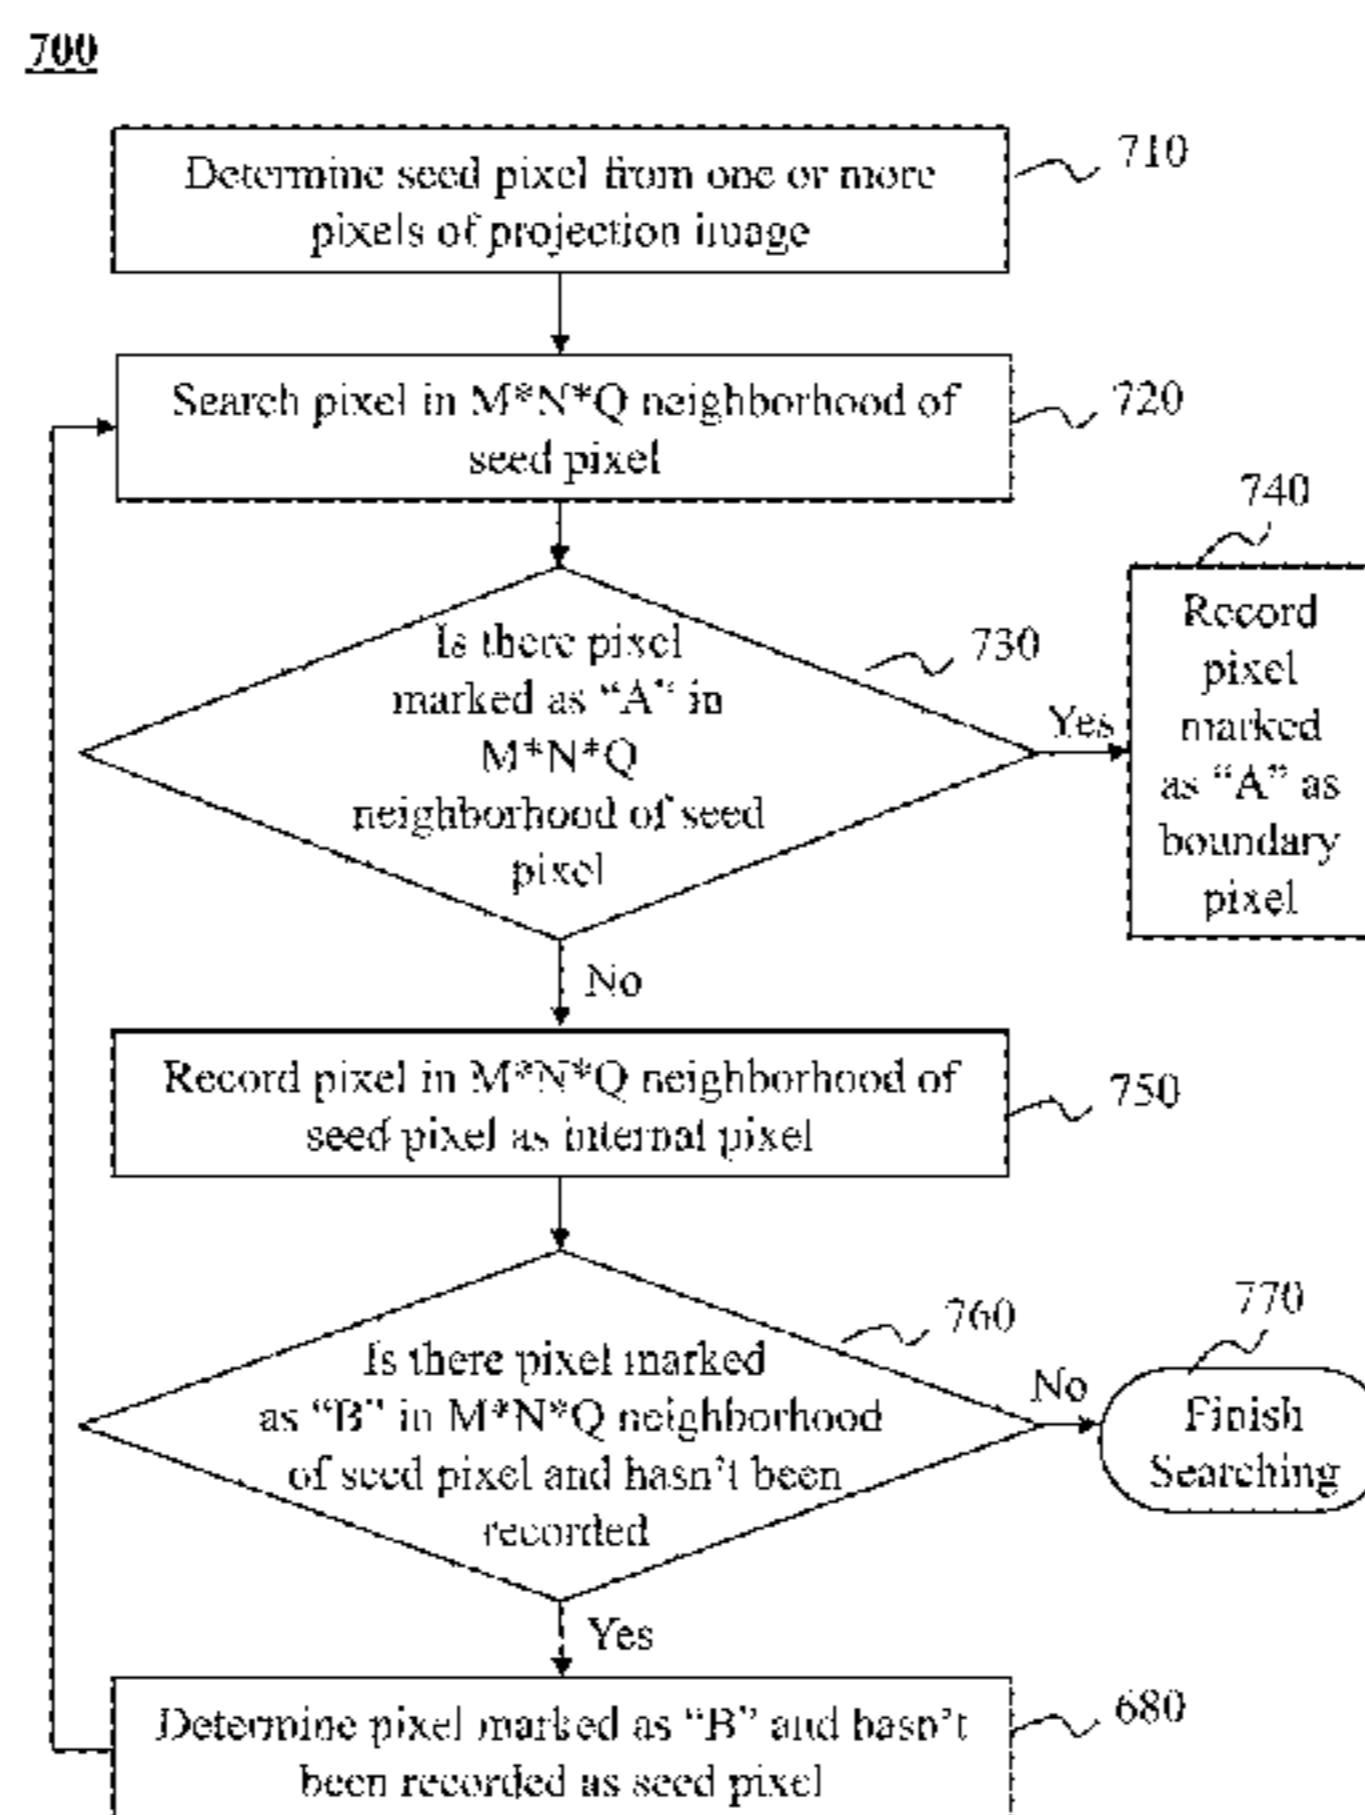 700
Determine seed pixel from one or more
pixels of projection image
710
Search pixel in M*N*Q neighborhood of
seed pixel
720
Is there pixel
marked as “A“ in
M*N*Q
neighborhood of seed
pixel
730
Yes
740
Record
pixel
marked
as “A” as
boundary
pixel
No
Record pixel in M*N*Q neighborhood of
seed pixel as internal pixel
750
Is there pixel marked
as “B” in M*N*Q neighborhood
of seed pixel and hasn’t been
recorded
760
No
770
Finish
Searching
Yes
Determine pixel marked as “B” and hasn’t
been recorded as seed pixel
680